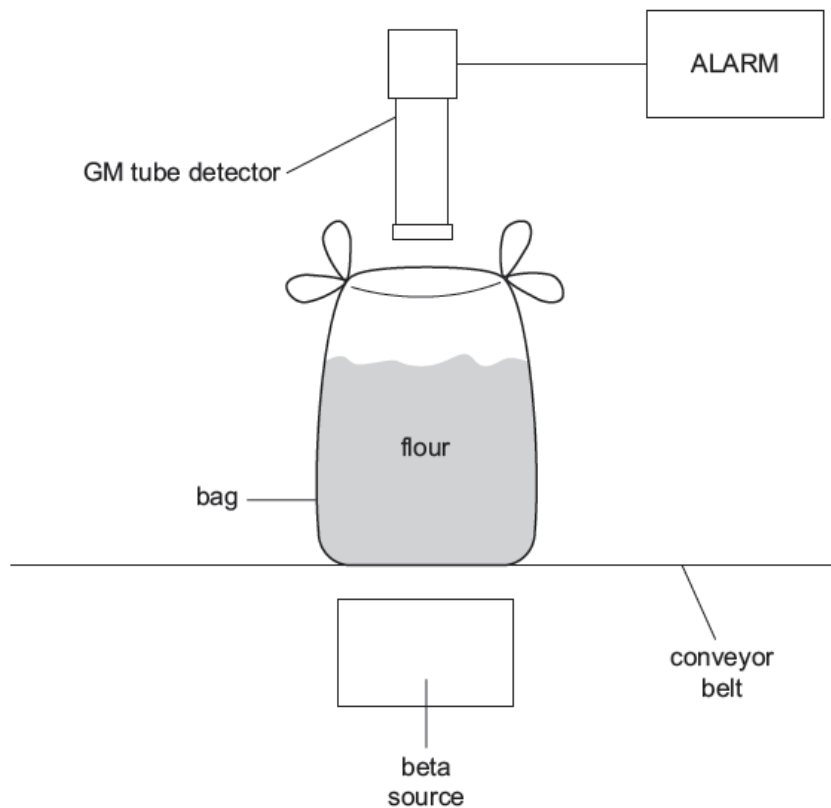 ALARM
GM tube detector
flour
bag
conveyor
belt
beta
source